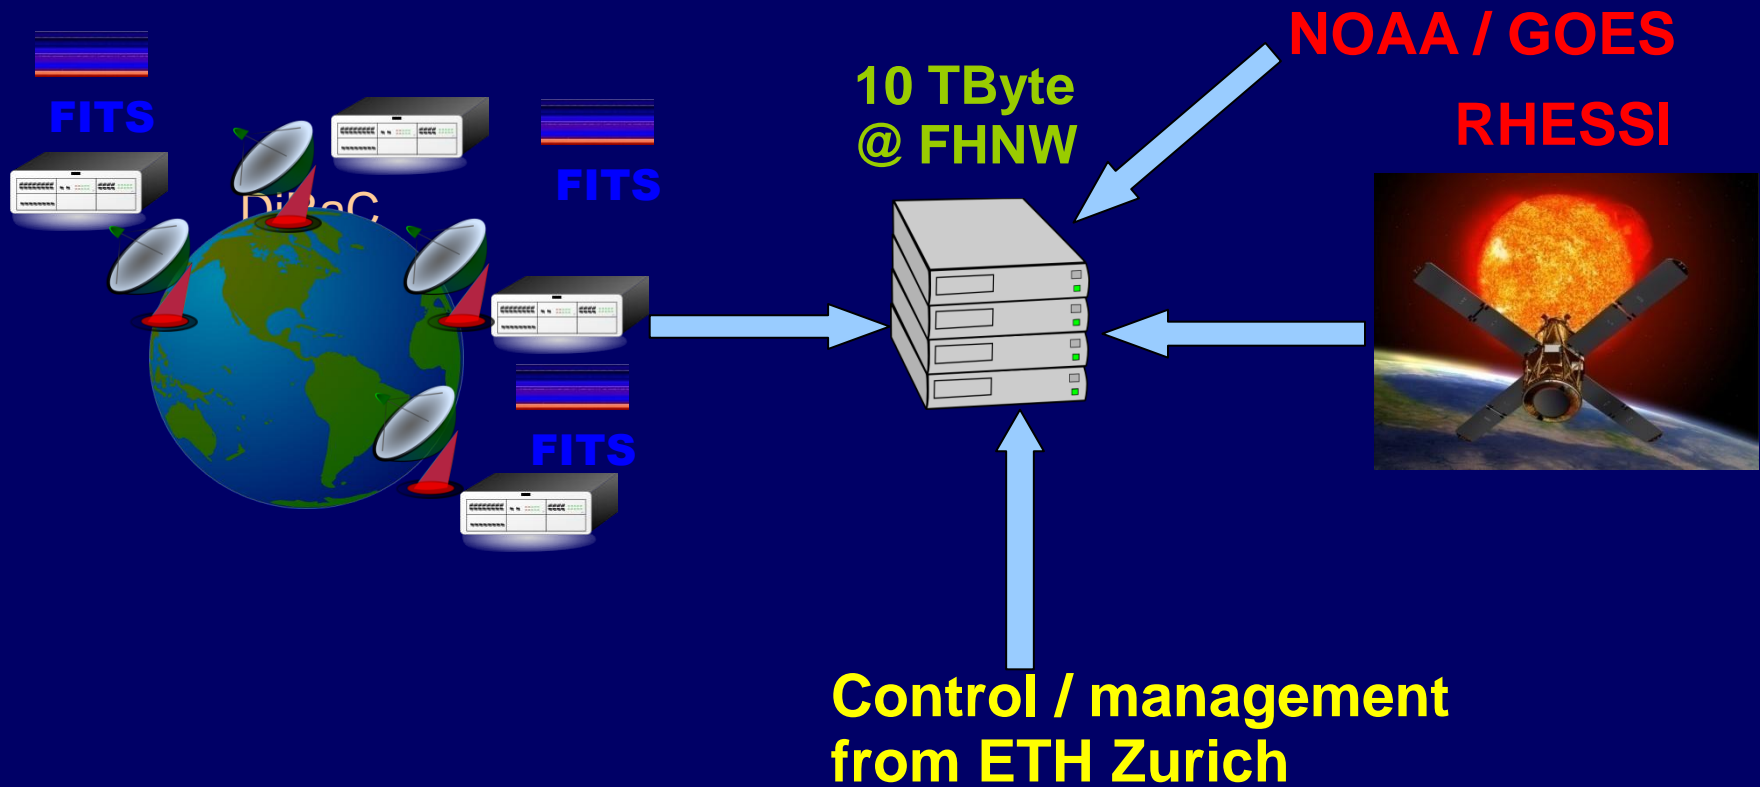 NOAA / GOES
RHESSI
10 TByte
@ FHNW
FITS
FITS
FITS
Control / management
from ETH Zurich